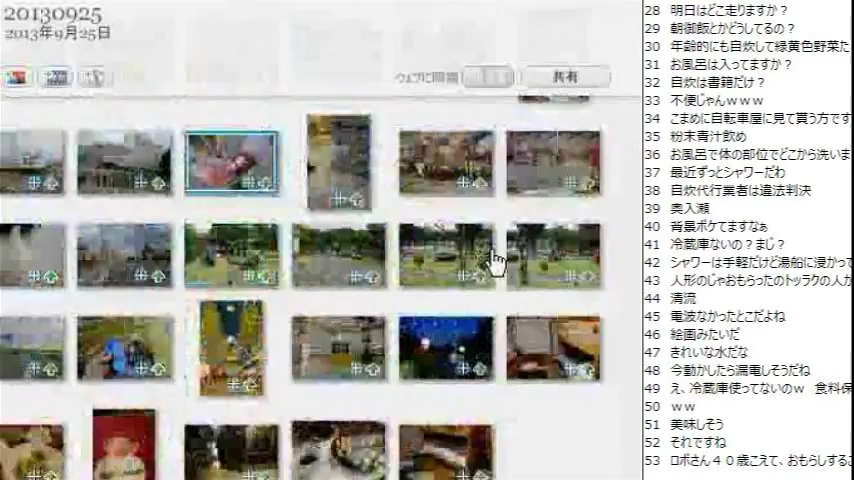 20130925
2013年9月25日
共有
28 明日はどこ走りますか？
29 朝御飯とかどうしてるの？
30 年齢的にも自炊して緑黄色野菜た
31 お風呂は入ってますか？
32 自炊は書籍だけ？
33 不便じゃんｗｗｗ
34 こまめに自転車屋に見て貰う方です
35 粉末青汁飲め
36 お風呂で体の部位でどこから洗いま
37 最近ずっとシャワーだわ
38 自炊代行業者は違法判決
39 奥入瀬
40 背景ボケてますなぁ
41 冷蔵庫ないの？まじ？
42 シャワーは手軽だけど湯船に浸かって
43 人形のじゃおもらったのトラックの人か
44 清流
45 電波なかったとこだよね
46 絵画みたいだ
47 きれいな水だな
48 今動かしたら漏電しそうだね
49 え、冷蔵庫使ってないのｗ 食料保
50 ｗｗ
51 美味しそう
52 それですね
53 ロボさん４０歳こえて、おもらしするこ